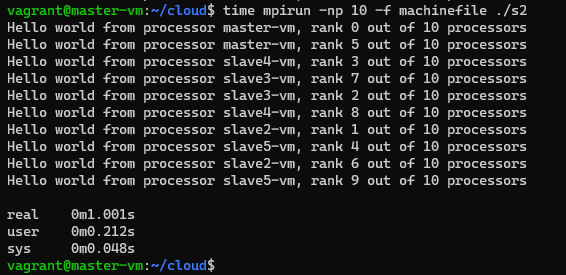 vagrant@master-vm:~/cloud$ time mpirun -np 10 -f machinefile ./s2
Hello world from processor master-vm, rank 0 out of 10 processors
Hello world from processor master-vm, rank 5 out of 10 processors
Hello world from processor slave4-vm, rank 3 out of 10 processors
Hello world from processor slave3-vm, rank 7 out of 10 processors
Hello world from processor slave3-vm, rank 2 out of 10 processors
Hello world from processor slave4-vm, rank 8 out of 10 processors
Hello world from processor slave2-vm, rank 1 out of 10 processors
Hello world from processor slave5-vm, rank 4 out of 10 processors
Hello world from processor slave2-vm, rank 6 out of 10 processors
Hello world from processor slave5-vm, rank 9 out of 10 processors

real    0m1.001s
user    0m0.212s
sys     0m0.048s
vagrant@master-vm:~/cloud$